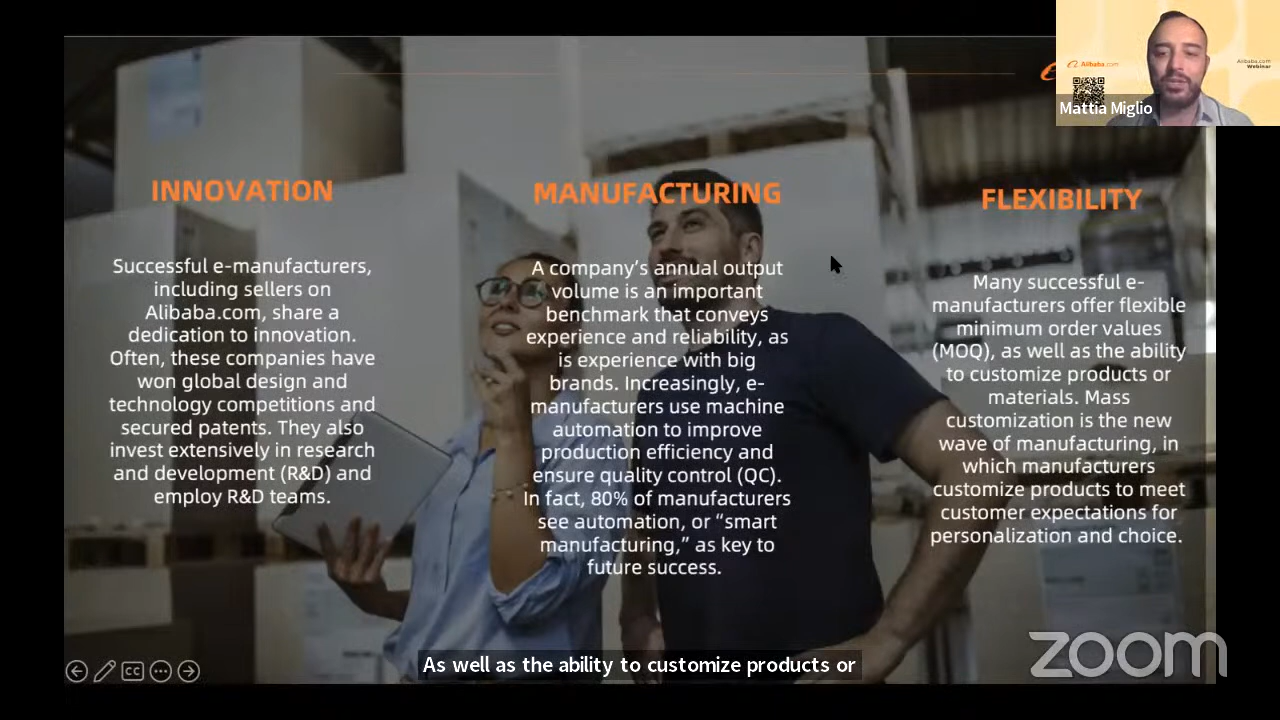 Alibaba.com
Alibaba.com
Webinar
Mattia Miglio
INNOVATION
Successful e-manufacturers,
including sellers on
Alibaba.com, share a
dedication to innovation.
Often, these companies have
won global design and
technology competitions and
secured patents. They also
invest extensively in research
and development (R&D) and
employ R&D teams.
MANUFACTURING
A company’s annual output
volume is an important
benchmark that conveys
experience and reliability, as
is experience with big
brands. Increasingly, e-
manufacturers use machine
automation to improve
production efficiency and
ensure quality control (QC).
In fact, 80% of manufacturers
see automation, or “smart
manufacturing,” as key to
future success.
FLEXIBILITY
Many successful e-
manufacturers offer flexible
minimum order values
(MOQ), as well as the ability
to customize products or
materials. Mass
customization is the new
wave of manufacturing, in
which manufacturers
customize products to meet
customer expectations for
personalization and choice.
CC
As well as the ability to customize products or
zoom